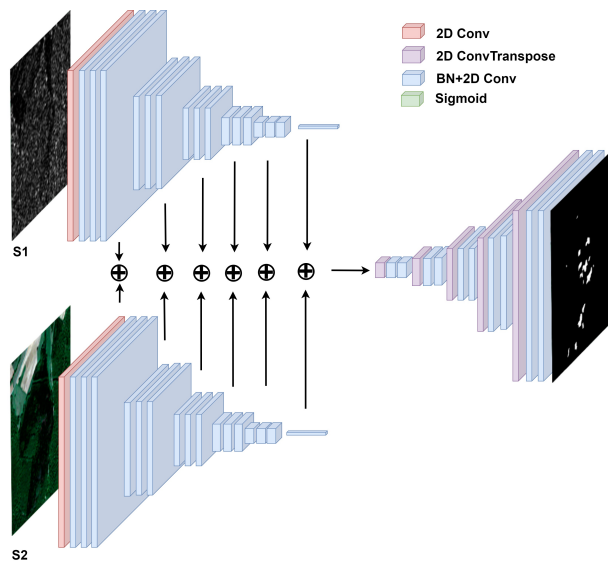 2D Conv
2D ConvTranspose
BN+2D Conv
Sigmoid
S1
S2